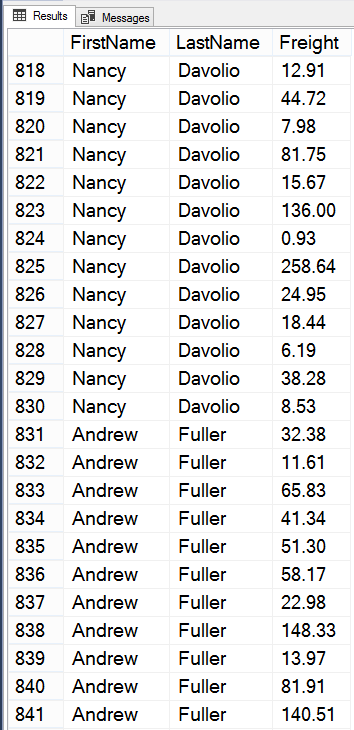 Results Messages
FirstName LastName Freight
818 Nancy Davolio 12.91
819 Nancy Davolio 44.72
820 Nancy Davolio 7.98
821 Nancy Davolio 81.75
822 Nancy Davolio 15.67
823 Nancy Davolio 136.00
824 Nancy Davolio 0.93
825 Nancy Davolio 258.64
826 Nancy Davolio 24.95
827 Nancy Davolio 18.44
828 Nancy Davolio 6.19
829 Nancy Davolio 38.28
830 Nancy Davolio 8.53
831 Andrew Fuller 32.38
832 Andrew Fuller 11.61
833 Andrew Fuller 65.83
834 Andrew Fuller 41.34
835 Andrew Fuller 51.30
836 Andrew Fuller 58.17
837 Andrew Fuller 22.98
838 Andrew Fuller 148.33
839 Andrew Fuller 13.97
840 Andrew Fuller 81.91
841 Andrew Fuller 140.51